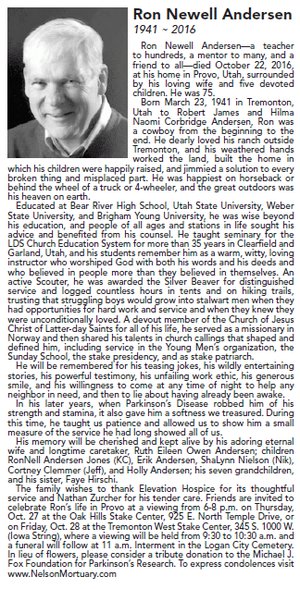 Ron Newell Andersen
1941 ~ 2016
Ron Newell Andersen—a teacher
to hundreds, a mentor to many, and a
friend to all—died October 22, 2016,
at his home in Provo, Utah, surrounded
by his loving wife and five devoted
children. He was 75.
Born March 23, 1941 in Tremonton,
Utah to Robert James and Hilma
Naomi Corbridge Andersen, Ron was
a cowboy from the beginning to the
end. He dearly loved his ranch outside
Tremonton, and his weathered hands
worked the land, built the home in
which his children were happily raised, and jimmied a solution to every
broken thing and misplaced part. He was happiest on horseback or
behind the wheel of a truck or 4-wheeler, and the great outdoors was
his heaven on earth.
Educated at Bear River High School, Utah State University, Weber
State University, and Brigham Young University, he was wise beyond
his education, and people of all ages and stations in life sought his
advice and benefited from his counsel. He taught seminary for the
LDS Church Education System for more than 35 years in Clearfield and
Garland, Utah, and his students remember him as a warm, witty, loving
instructor who worshiped God with both his words and his deeds and
who believed in people more than they believed in themselves. An
active Scouter, he was awarded the Silver Beaver for distinguished
service and logged countless hours in tents and on hiking trails,
trusting that struggling boys would grow into stalwart men when they
had opportunities for hard work and service and when they knew they
were unconditionally loved. A devout member of the Church of Jesus
Christ of Latter-day Saints for all of his life, he served as a missionary in
Norway and then shared his talents in church callings that shaped and
defined him, including service in the Young Men's organization, the
Sunday School, the stake presidency, and as stake patriarch.
He will be remembered for his teasing jokes, his wildly entertaining
stories, his powerful testimony, his unfailing work ethic, his generous
smile, and his willingness to come at any time of night to help any
neighbor in need, and then to lie about having already been awake.
In his later years, when Parkinson's Disease robbed him of his
strength and stamina, it also gave him a softness we treasured. During
this time, he taught us patience and allowed us to show him a small
measure of the service he had long showed all of us.
His memory will be cherished and kept alive by his adoring eternal
wife and longtime caretaker, Ruth Eileen Owen Andersen; children
RonNell Andersen Jones (KC), Erik Andersen, ShaLynn Nielson (Nik),
Cortney Clemmer (Jeff), and Holly Andersen; his seven grandchildren,
and his sister, Faye Hirschi.
The family wishes to thank Elevation Hospice for its thoughtful
service and Nathan Zurcher for his tender care. Friends are invited to
celebrate Ron's life in Provo at a viewing from 6-8 p.m. on Thursday,
Oct. 27 at the Oak Hills Stake Center, 925 E. North Temple Drive, or
on Friday, Oct. 28 at the Tremonton West Stake Center, 345 S. 1000 W.
(Iowa String), where a viewing will be held from 9:30 to 10:30 a.m. and
a funeral will follow at 11 a.m. Interment in the Logan City Cemetery.
In lieu of flowers, please consider a tribute donation to the Michael J.
Fox Foundation for Parkinson's Research. To express condolences visit
www.NelsonMortuary.com